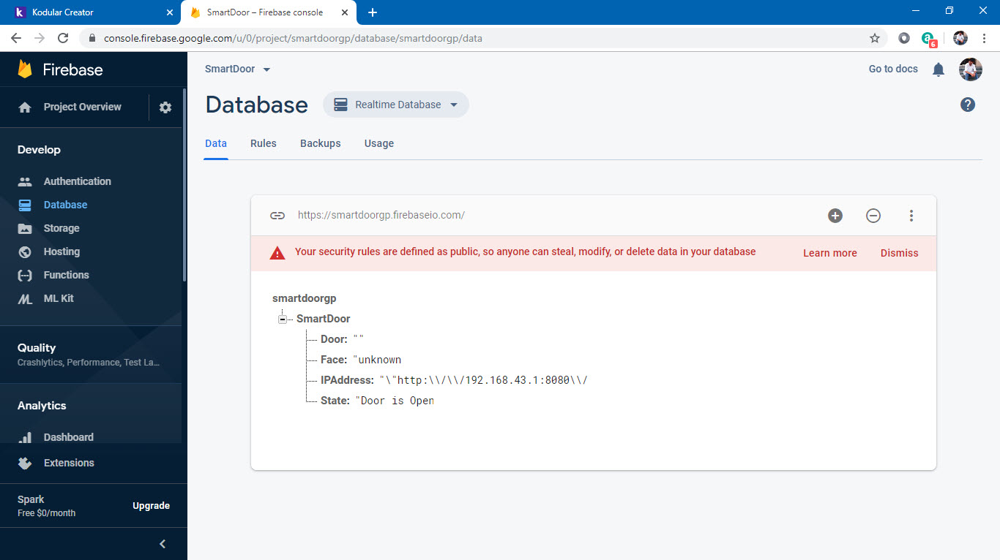 Kodular Creator
SmartDoor – Firebase console
console.firebase.google.com/u/0/project/smartdoorgp/database/smartdoorgp/data
6
Firebase
Project Overview
Develop
Authentication
Database
Storage
Hosting
Functions
ML Kit
Quality
Crashlytics, Performance, Test La...
Analytics
Dashboard
Extensions
Spark
Free $0/month
Upgrade
SmartDoor
Go to docs
Database
Realtime Database
Data Rules Backups Usage
https://smartdoorgp.firebaseio.com/
Your security rules are defined as public, so anyone can steal, modify, or delete data in your database
Learn more
Dismiss
smartdoorgp
SmartDoor
Door: ""
Face: "unknown
IPAddress: "\"http:\\/\\/192.168.43.1:8080\\/
State: "Door is Open